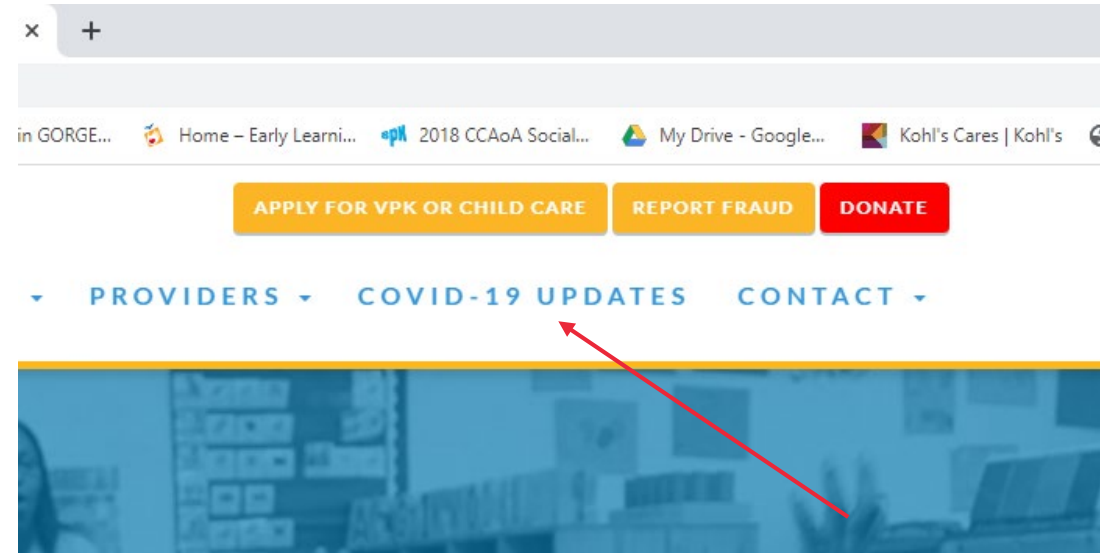 in GORGE... Home – Early Learni... 2018 CCAoA Social... My Drive - Google... Kohl's Cares | Kohl's
APPLY FOR VPK OR CHILD CARE REPORT FRAUD DONATE
PROVIDERS COVID-19 UPDATES CONTACT